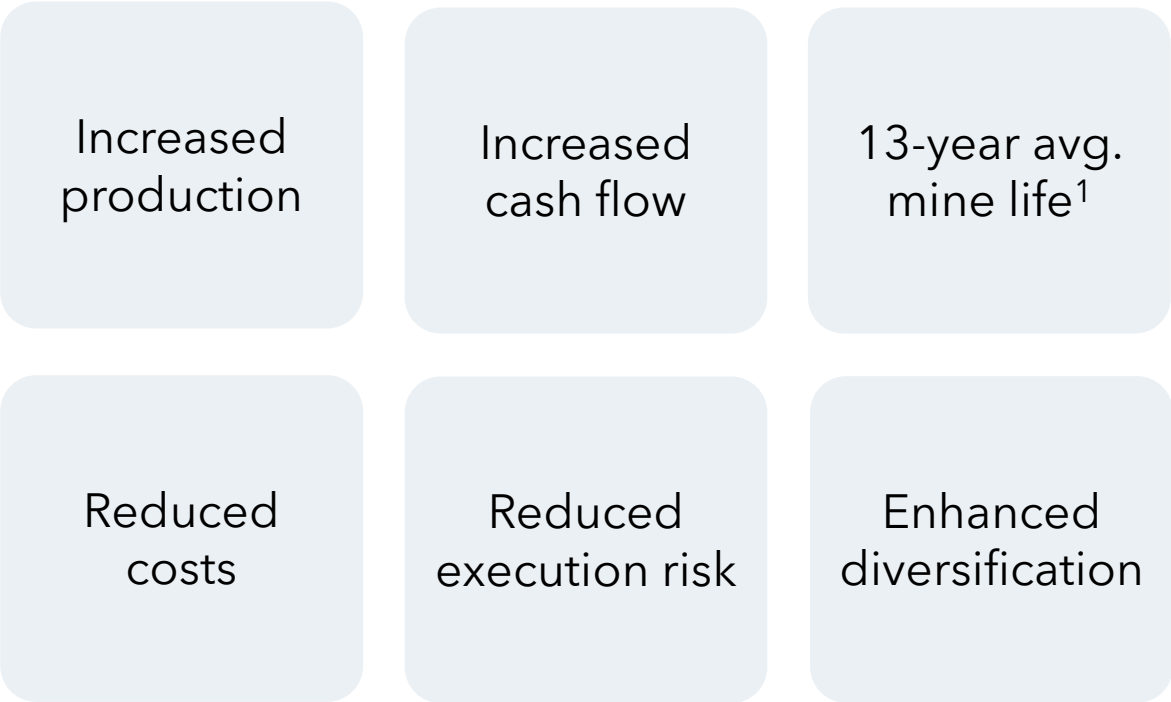 Increased
production
Increased
cash flow
13-year avg.
mine life¹
Reduced
costs
Reduced
execution risk
Enhanced
diversification